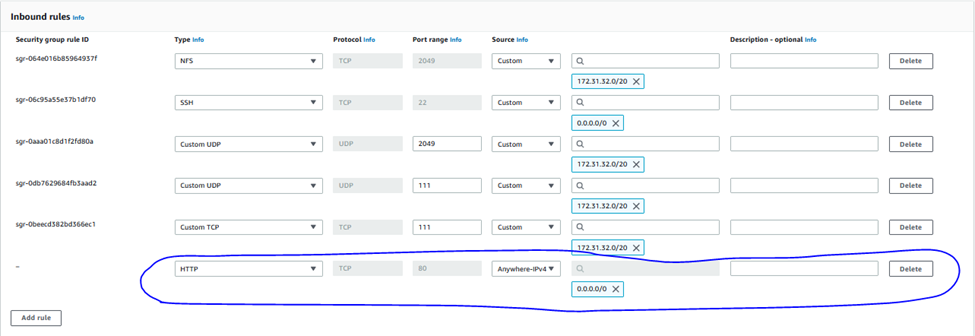 Inbound rules Info
Security group rule ID Type Info Protocol Info Port range Info Source Info Description - optional Info
sgr-064e016b85964937f NFS TCP 2049 Custom Delete
172.31.32.0/20
sgr-06c95a55e37b1df70 SSH TCP 22 Custom Delete
0.0.0.0/0
sgr-0aaa01c8d1f2fd80a Custom UDP UDP 2049 Custom Delete
172.31.32.0/20
sgr-0db7629684fb3aad2 Custom UDP UDP 111 Custom Delete
172.31.32.0/20
sgr-0beecd382bd366ec1 Custom TCP TCP 111 Custom Delete
172.31.32.0/20
– HTTP TCP 80 Anywhere-IPv4 Delete
0.0.0.0/0
Add rule